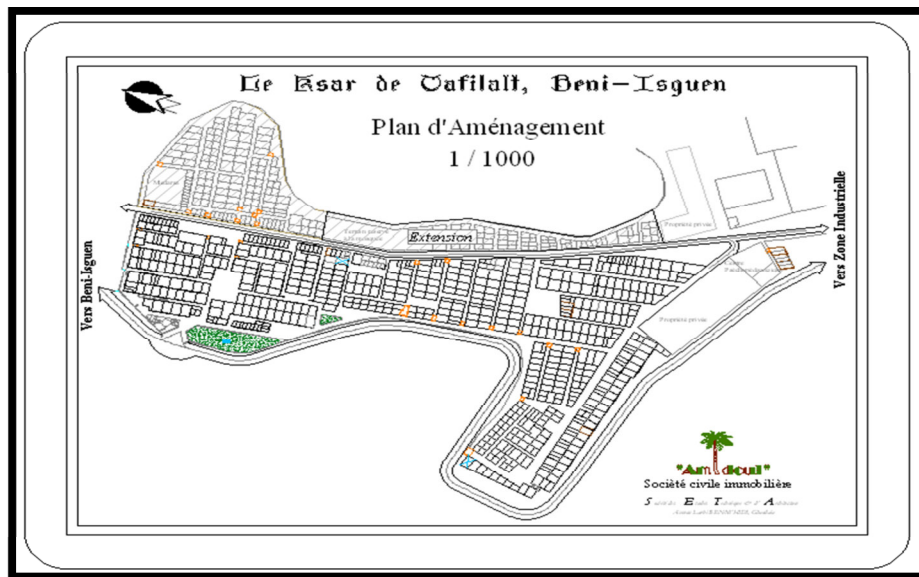 Le Ksar de Tafilalt, Beni-Isguen
Plan d'Aménagement
1 / 1000
Extension
Propriété privée
Vers Beni-Isguen
Vers Zone Industrielle
Propriété privée
"Amidoul"
Société civile immobilière